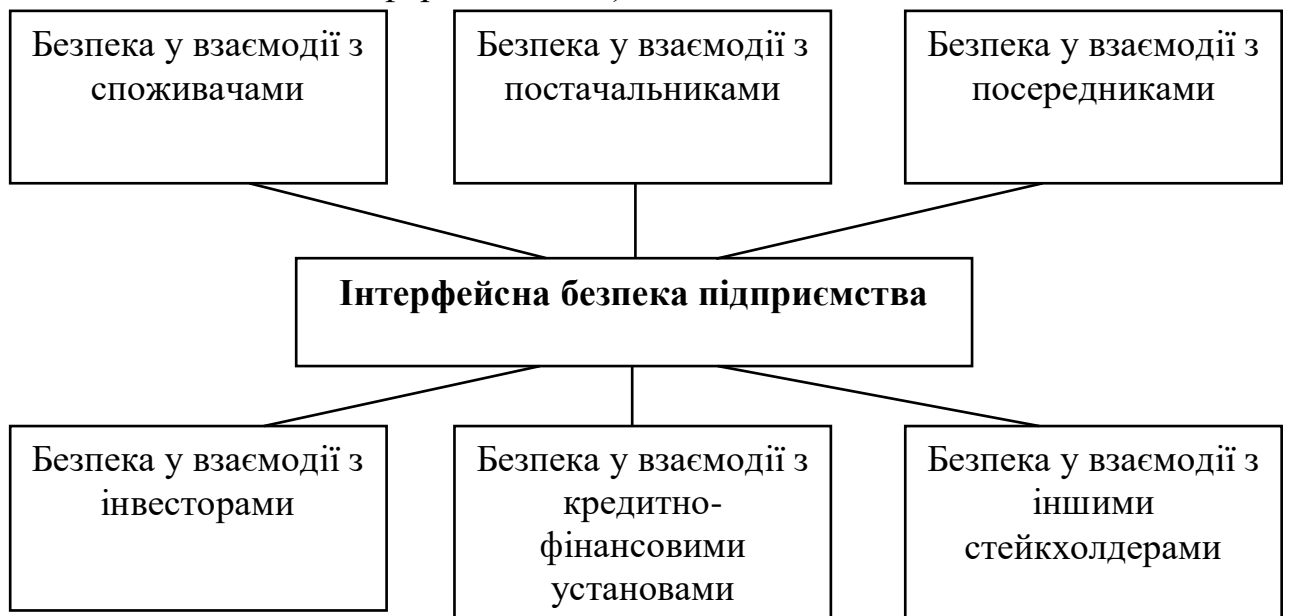 Безпека у взаємодії з
споживачами
Безпека у взаємодії з
постачальниками
Безпека у взаємодії з
посередниками
Інтерфейсна безпека підприємства
Безпека у взаємодії з
інвесторами
Безпека у взаємодії з
кредитно-
фінансовими
установами
Безпека у взаємодії з
іншими
стейкхолдерами